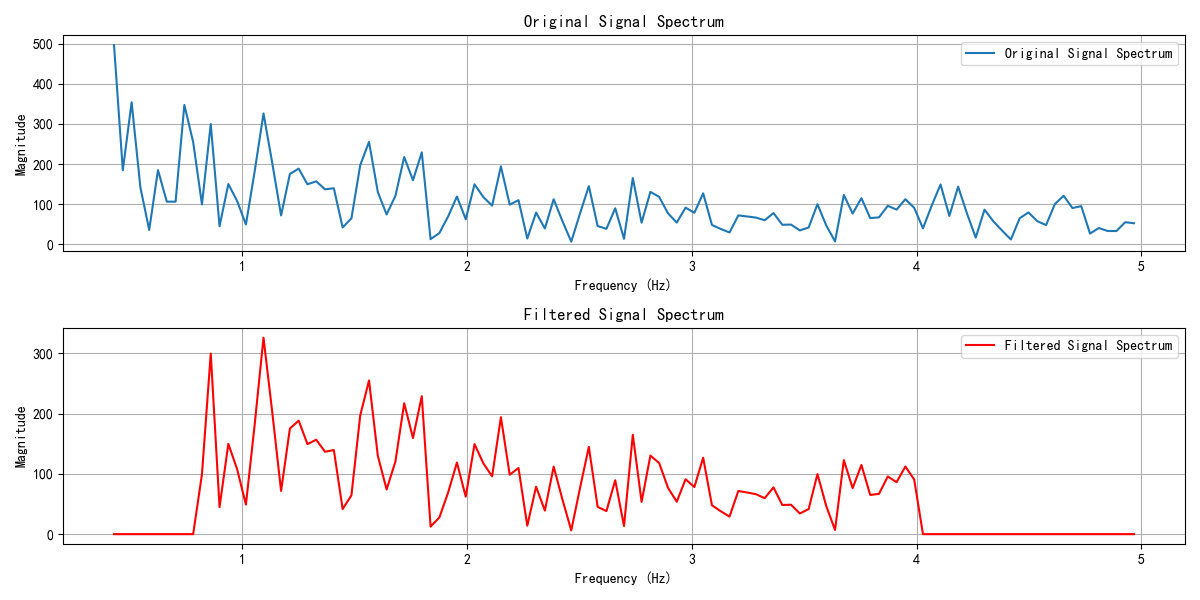 Original Signal Spectrum
500
400
300
200
100
0
Magnitude
Original Signal Spectrum
1
2
3
4
5
Frequency (Hz)
Filtered Signal Spectrum
300
200
100
0
Magnitude
Filtered Signal Spectrum
1
2
3
4
5
Frequency (Hz)